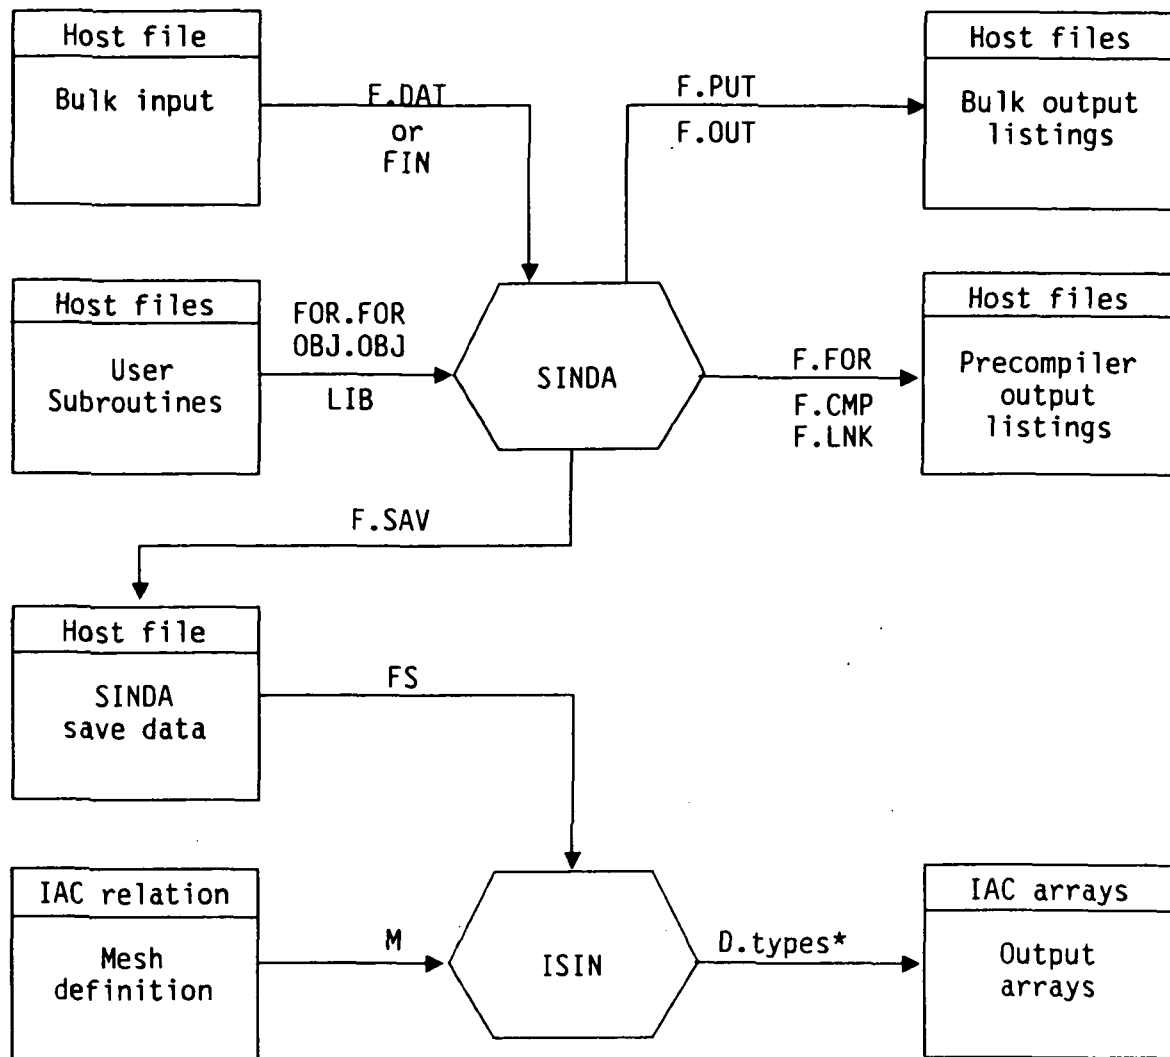 Host file
Bulk input
F.DAT
or
FIN
F.PUT
F.OUT
Host files
Bulk output
listings
Host files
User
Subroutines
FOR.FOR
OBJ.OBJ
LIB
SINDA
F.FOR
F.CMP
F.LNK
Host files
Precompiler
output
listings
F.SAV
Host file
SINDA
save data
FS
IAC relation
Mesh
definition
M
ISIN
D.types*
IAC arrays
Output
arrays